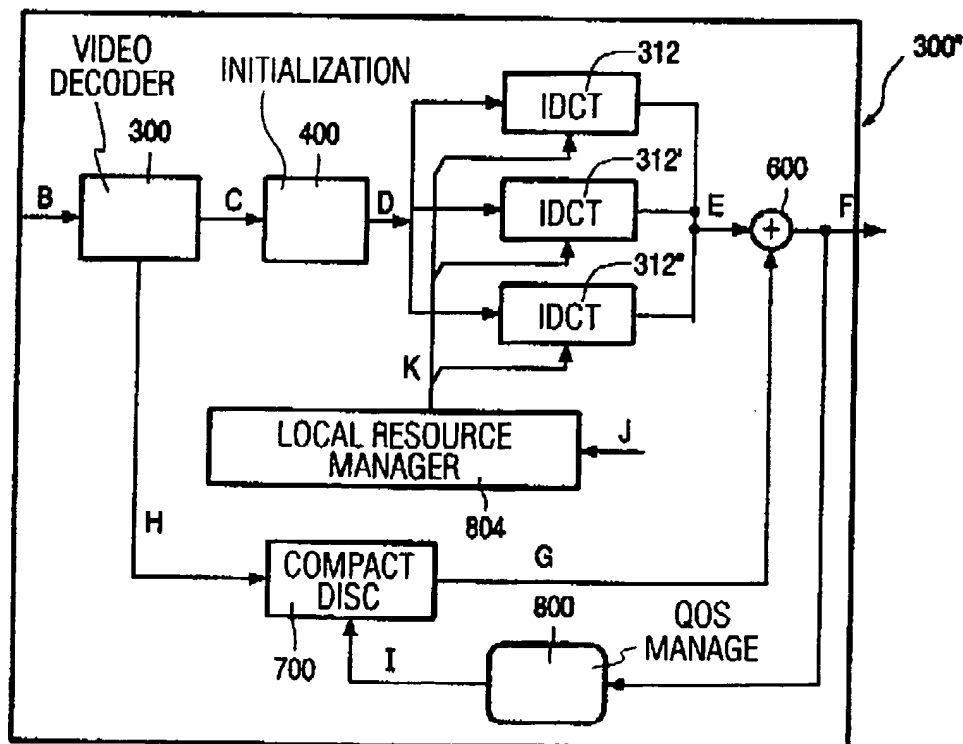 VIDEO
DECODER
300
INITIALIZATION
400
312
IDCT
312'
IDCT
312"
IDCT
300"
600
B
C
D
E
F
K
LOCAL RESOURCE
MANAGER
J
804
H
COMPACT
DISC
700
G
I
800
QOS
MANAGE